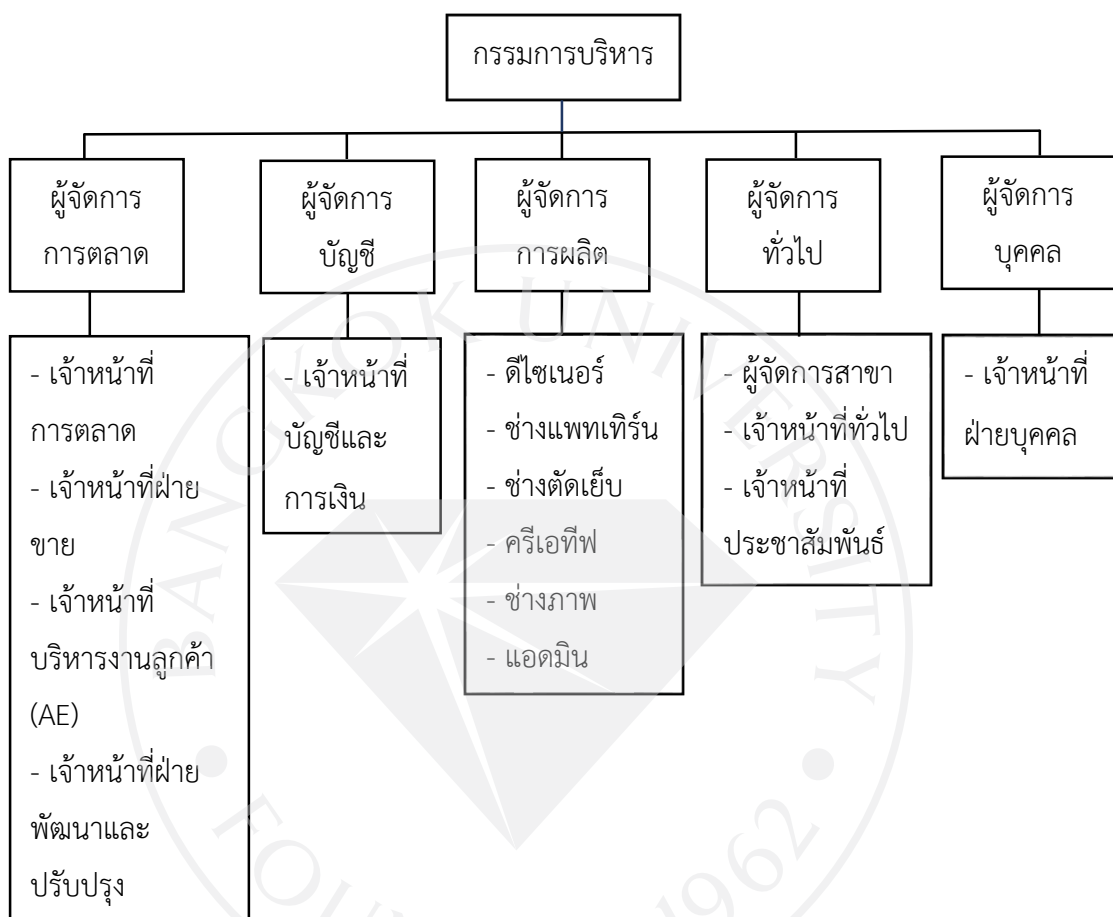 กรรมการบริหาร
ผู้จัดการ
การตลาด
ผู้จัดการ
บัญชี
ผู้จัดการ
การผลิต
ผู้จัดการ
ทั่วไป
ผู้จัดการ
บุคคล
- เจ้าหน้าที่
การตลาด
- เจ้าหน้าที่ฝ่าย
ขาย
- เจ้าหน้าที่
บริหารงานลูกค้า
(AE)
- เจ้าหน้าที่ฝ่าย
พัฒนาและ
ปรับปรุง
- เจ้าหน้าที่
บัญชีและ
การเงิน
- ดีไซเนอร์
- ช่างแพทเทิร์น
- ช่างตัดเย็บ
- ครีเอทีฟ
- ช่างภาพ
- แอดมิน
- ผู้จัดการสาขา
- เจ้าหน้าที่ทั่วไป
- เจ้าหน้าที่
ประชาสัมพันธ์
- เจ้าหน้าที่
ฝ่ายบุคคล
BANGKOK UNIVERSITY
1962